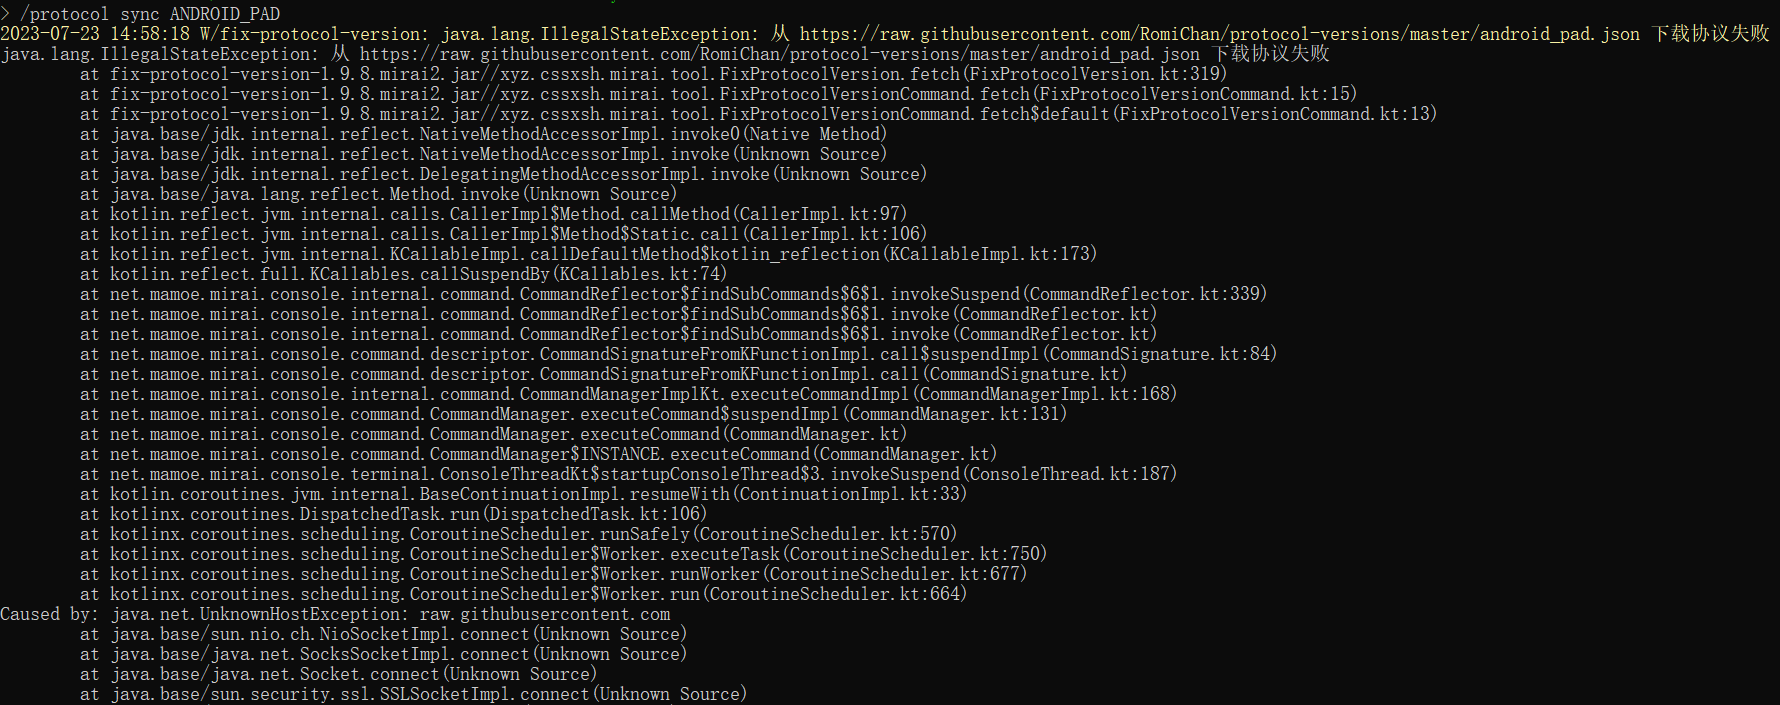 > /protocol sync ANDROID_PAD
2023-07-23 14:58:18 W/fix-protocol-version: java.lang.IllegalStateException: 从 https://raw.githubusercontent.com/RomiChan/protocol-versions/master/android_pad.json 下载协议失败
java.lang.IllegalStateException: 从 https://raw.githubusercontent.com/RomiChan/protocol-versions/master/android_pad.json 下载协议失败
at fix-protocol-version-1.9.8.mirai2.jar//xyz.cssxsh.mirai.tool.FixProtocolVersion.fetch(FixProtocolVersion.kt:319)
at fix-protocol-version-1.9.8.mirai2.jar//xyz.cssxsh.mirai.tool.FixProtocolVersionCommand.fetch(FixProtocolVersionCommand.kt:15)
at fix-protocol-version-1.9.8.mirai2.jar//xyz.cssxsh.mirai.tool.FixProtocolVersionCommand.fetch$default(FixProtocolVersionCommand.kt:13)
at java.base/jdk.internal.reflect.NativeMethodAccessorImpl.invoke0(Native Method)
at java.base/jdk.internal.reflect.NativeMethodAccessorImpl.invoke(Unknown Source)
at java.base/jdk.internal.reflect.DelegatingMethodAccessorImpl.invoke(Unknown Source)
at java.base/java.lang.reflect.Method.invoke(Unknown Source)
at kotlin.reflect.jvm.internal.calls.CallerImpl$Method.callMethod(CallerImpl.kt:97)
at kotlin.reflect.jvm.internal.calls.CallerImpl$Method$Static.call(CallerImpl.kt:106)
at kotlin.reflect.jvm.internal.KCallableImpl.callDefaultMethod$kotlin_reflection(KCallableImpl.kt:173)
at kotlin.reflect.full.KCallables.callSuspendBy(KCallables.kt:74)
at net.mamoe.mirai.console.internal.command.CommandReflector$findSubCommands$6$1.invokeSuspend(CommandReflector.kt:339)
at net.mamoe.mirai.console.internal.command.CommandReflector$findSubCommands$6$1.invoke(CommandReflector.kt)
at net.mamoe.mirai.console.internal.command.CommandReflector$findSubCommands$6$1.invoke(CommandReflector.kt)
at net.mamoe.mirai.console.command.descriptor.CommandSignatureFromKFunctionImpl.call$suspendImpl(CommandSignature.kt:84)
at net.mamoe.mirai.console.command.descriptor.CommandSignatureFromKFunctionImpl.call(CommandSignature.kt)
at net.mamoe.mirai.console.internal.command.CommandManagerImplKt.executeCommandImpl(CommandManagerImpl.kt:168)
at net.mamoe.mirai.console.command.CommandManager.executeCommand$suspendImpl(CommandManager.kt:131)
at net.mamoe.mirai.console.command.CommandManager.executeCommand(CommandManager.kt)
at net.mamoe.mirai.console.command.CommandManager$INSTANCE.executeCommand(CommandManager.kt)
at net.mamoe.mirai.console.terminal.ConsoleThreadKt$startupConsoleThread$3.invokeSuspend(ConsoleThread.kt:187)
at kotlin.coroutines.jvm.internal.BaseContinuationImpl.resumeWith(ContinuationImpl.kt:33)
at kotlinx.coroutines.DispatchedTask.run(DispatchedTask.kt:106)
at kotlinx.coroutines.scheduling.CoroutineScheduler.runSafely(CoroutineScheduler.kt:570)
at kotlinx.coroutines.scheduling.CoroutineScheduler$Worker.executeTask(CoroutineScheduler.kt:750)
at kotlinx.coroutines.scheduling.CoroutineScheduler$Worker.runWorker(CoroutineScheduler.kt:677)
at kotlinx.coroutines.scheduling.CoroutineScheduler$Worker.run(CoroutineScheduler.kt:664)
Caused by: java.net.UnknownHostException: raw.githubusercontent.com
at java.base/sun.nio.ch.NioSocketImpl.connect(Unknown Source)
at java.base/java.net.SocksSocketImpl.connect(Unknown Source)
at java.base/java.net.Socket.connect(Unknown Source)
at java.base/sun.security.ssl.SSLSocketImpl.connect(Unknown Source)